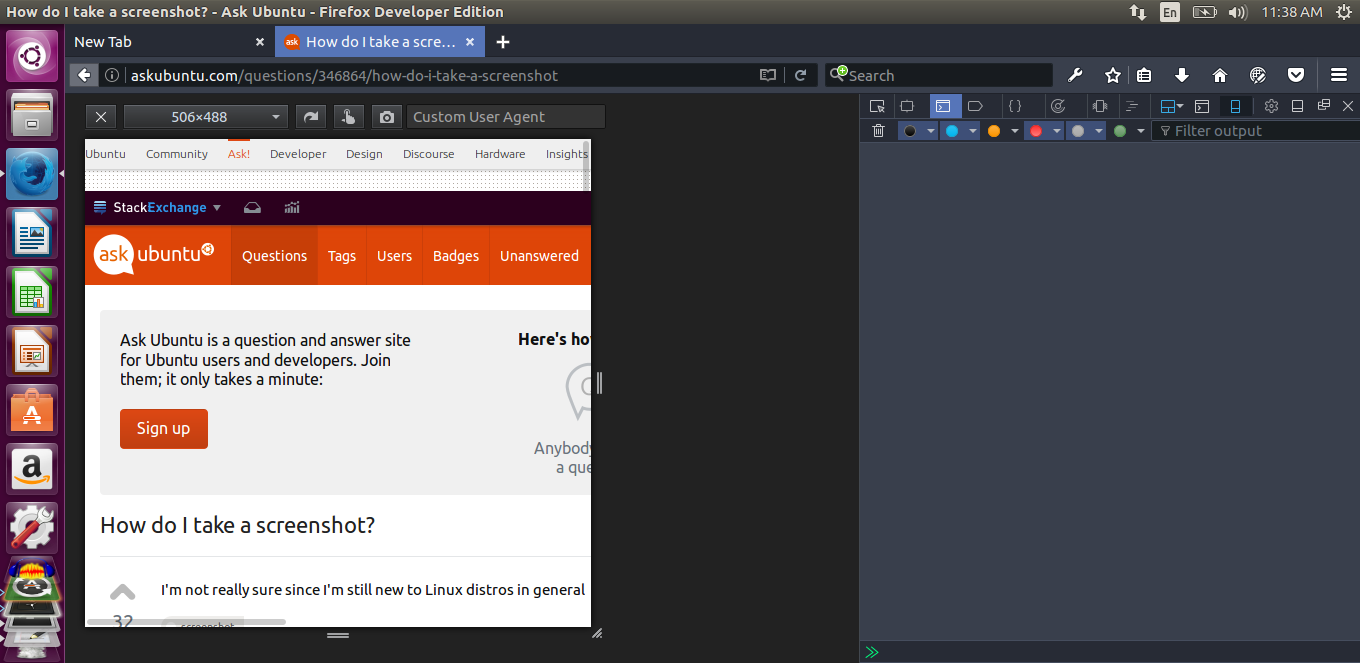 How do I take a screenshot? - Ask Ubuntu - Firefox Developer Edition
En
11:38 AM
New Tab
ask
How do I take a scre...
askubuntu.com/questions/346864/how-do-i-take-a-screenshot
Search
506×488
Custom User Agent
Filter output
Ubuntu Community Ask! Developer Design Discourse Hardware Insights
StackExchange
ask ubuntu
Questions Tags Users Badges Unanswered
Ask Ubuntu is a question and answer site
for Ubuntu users and developers. Join
them; it only takes a minute:
Here's ho
Sign up
Anybody
a que
How do I take a screenshot?
I'm not really sure since I'm still new to Linux distros in general
32
screenshot